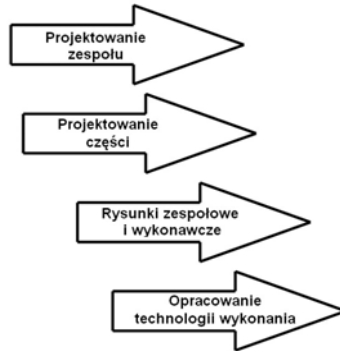 Projektowanie
zespołu
Projektowanie
części
Rysunki zespołowe
i wykonawcze
Opracowanie
technologii wykonania